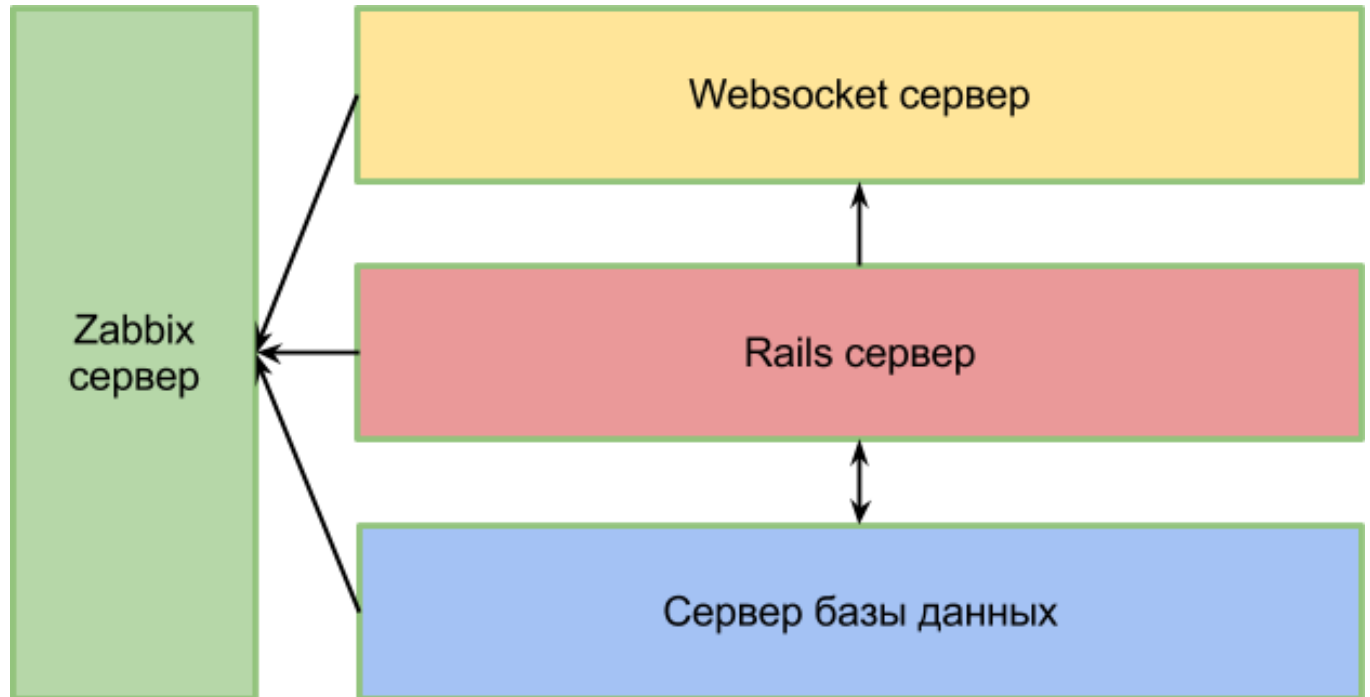 Websocket сервер
Zabbix
сервер
Rails сервер
Сервер базы данных